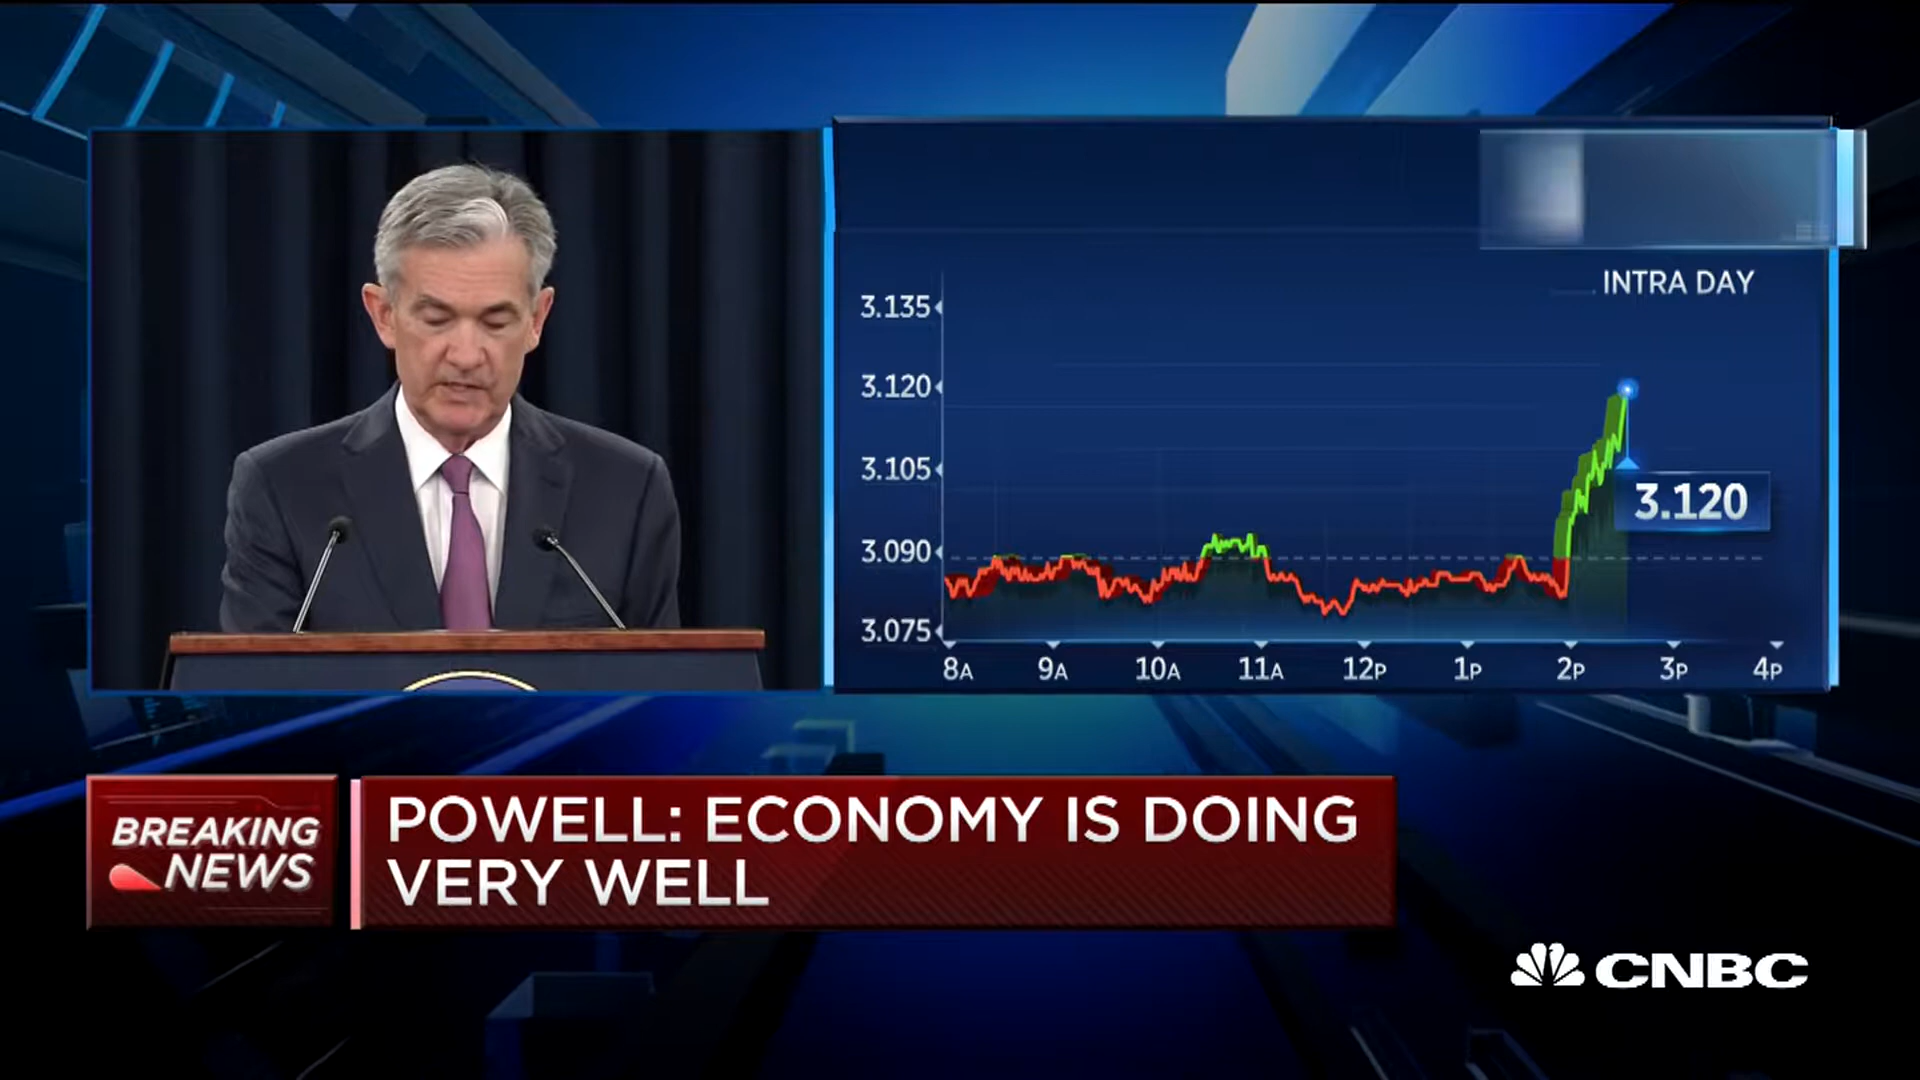 INTRA DAY
3.135
3.120
3.105
3.090
3.075
3.120
8A 9A 10A 11A 12P 1P 2P 3P 4P
BREAKING
NEWS
POWELL: ECONOMY IS DOING
VERY WELL
CNBC